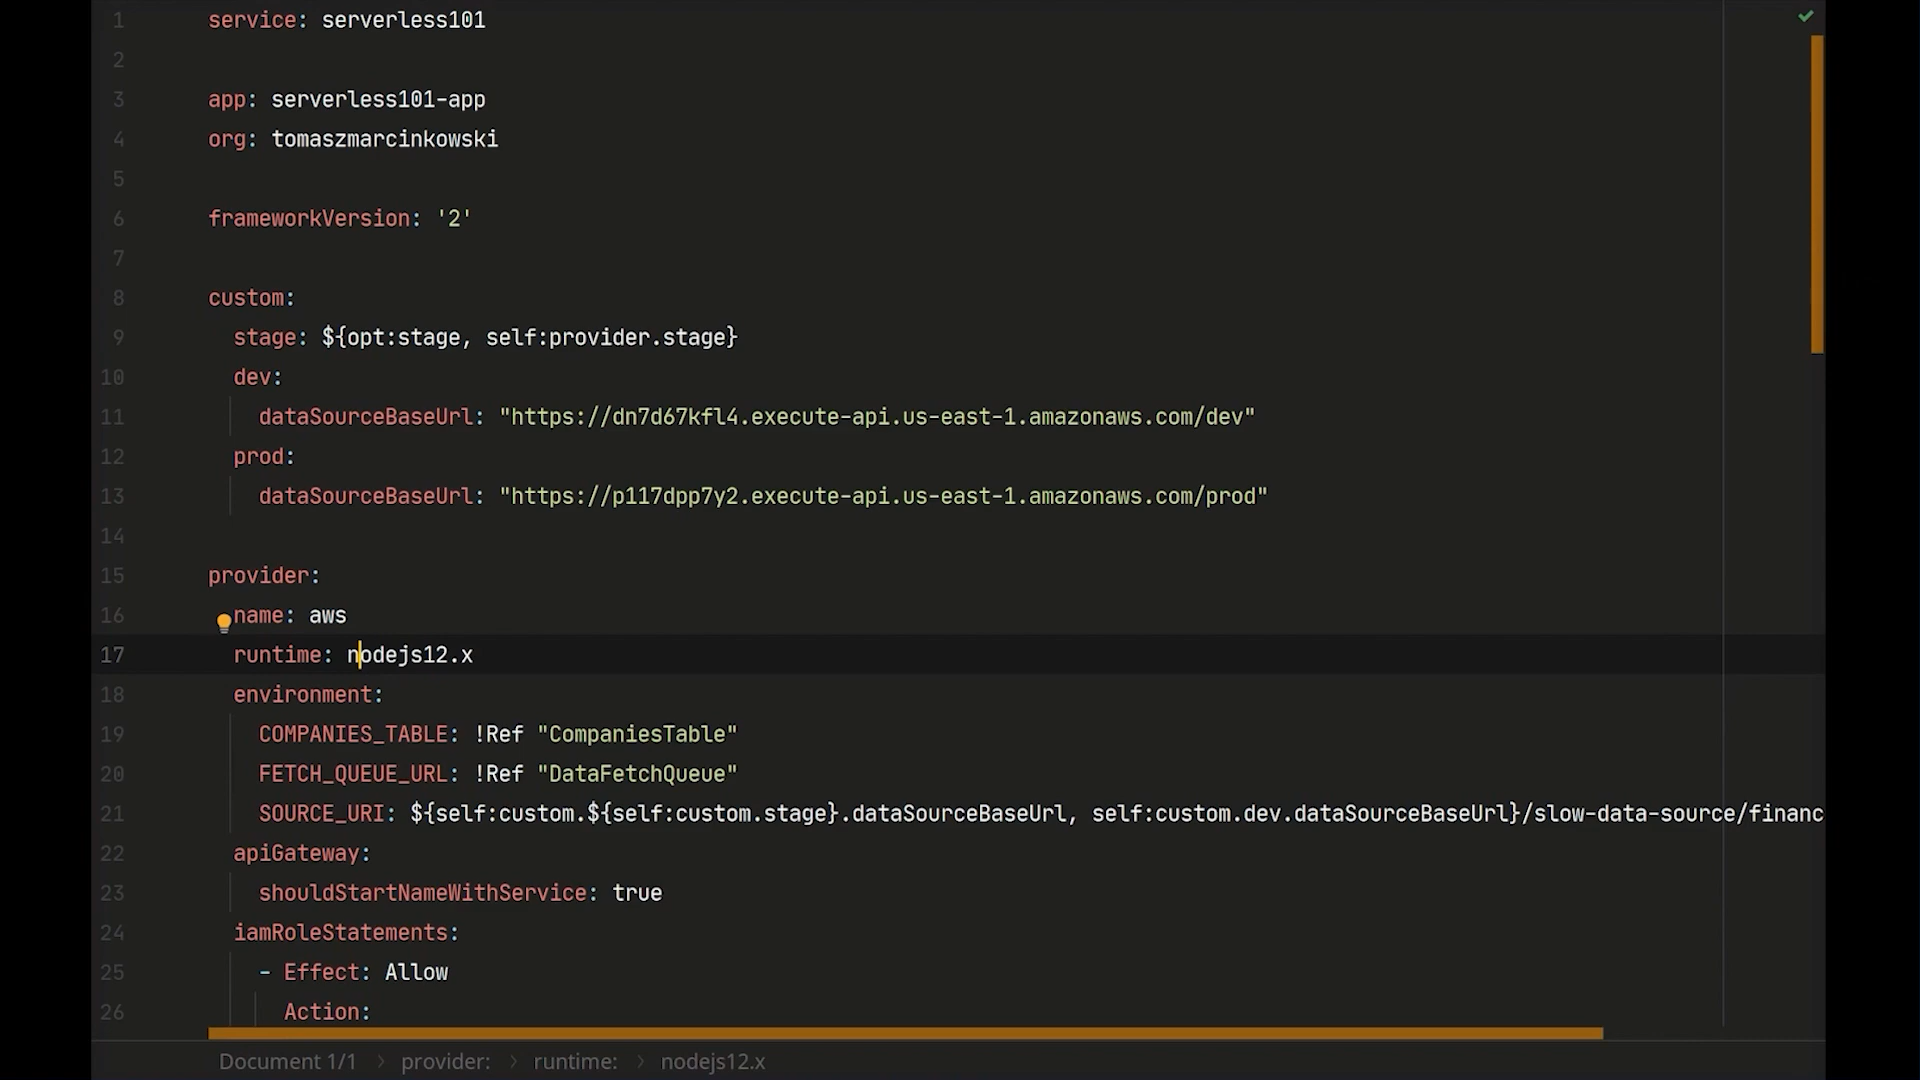 1 service: serverless101
2
3 app: serverless101-app
4 org: tomaszmarcinkowski
5
6 frameworkVersion: '2'
7
8 custom:
9 stage: ${opt:stage, self:provider.stage}
10 dev:
11 dataSourceBaseUrl: "https://dn7d67kfl4.execute-api.us-east-1.amazonaws.com/dev"
12 prod:
13 dataSourceBaseUrl: "https://p117dpp7y2.execute-api.us-east-1.amazonaws.com/prod"
14
15 provider:
16 name: aws
17 runtime: nodejs12.x
18 environment:
19 COMPANIES_TABLE: !Ref "CompaniesTable"
20 FETCH_QUEUE_URL: !Ref "DataFetchQueue"
21 SOURCE_URI: ${self:custom.${self:custom.stage}.dataSourceBaseUrl, self:custom.dev.dataSourceBaseUrl}/slow-data-source/financ
22 apiGateway:
23 shouldStartNameWithService: true
24 iamRoleStatements:
25 - Effect: Allow
26 Action:
Document 1/1 > provider: > runtime: > nodejs12.x